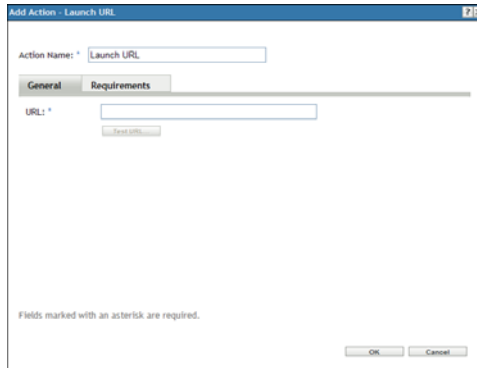 Add Action - Launch URL ?
Action Name: * Launch URL
General Requirements
URL: *
Test URL...
Fields marked with an asterisk are required.
OK Cancel